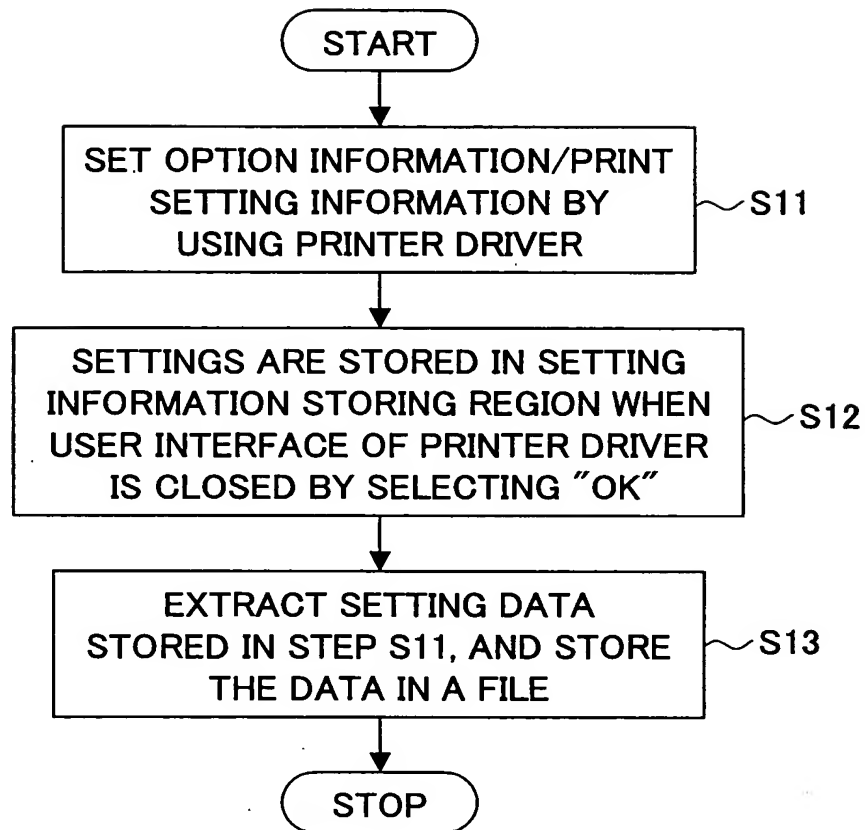 START
SET OPTION INFORMATION/PRINT
SETTING INFORMATION BY
USING PRINTER DRIVER
S11
SETTINGS ARE STORED IN SETTING
INFORMATION STORING REGION WHEN
USER INTERFACE OF PRINTER DRIVER
IS CLOSED BY SELECTING "OK"
S12
EXTRACT SETTING DATA
STORED IN STEP S11, AND STORE
THE DATA IN A FILE
S13
STOP